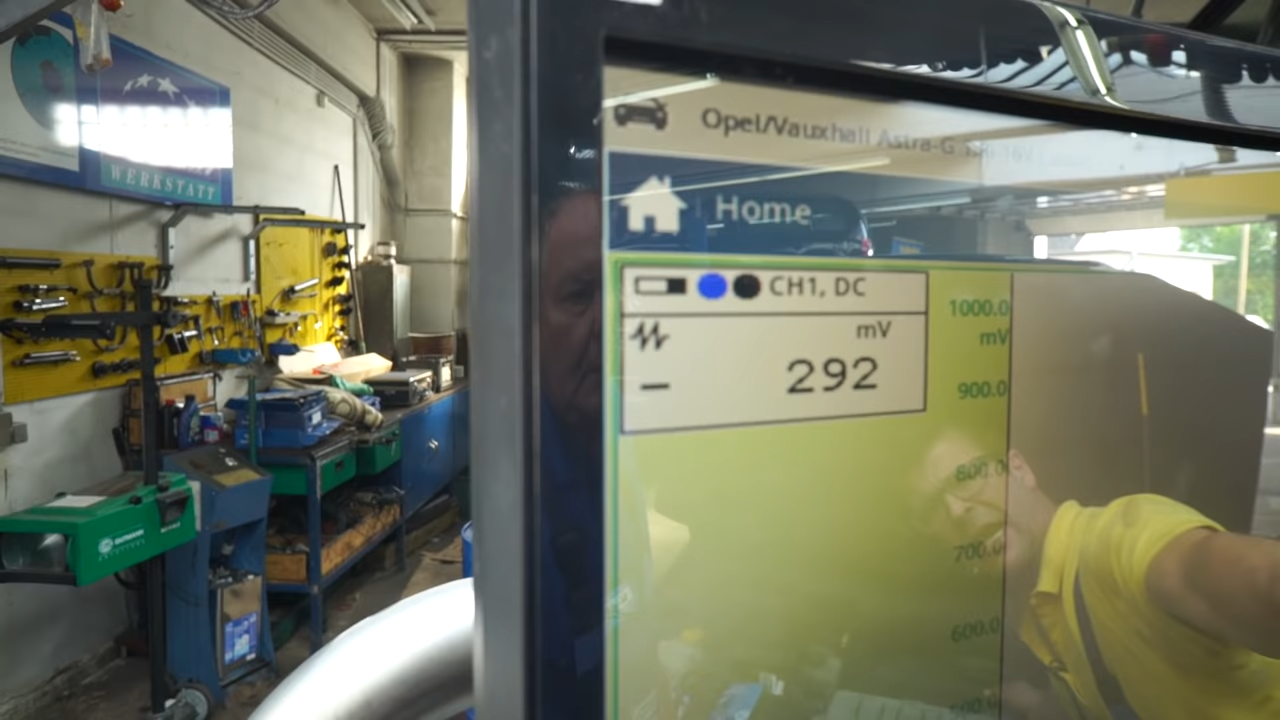 WERKSTATT
GUTMANN
Opel/Vauxhall Astra-G
Home
CH1, DC
mV
292
1000.0
mV
900.0
800.0
700.0
600.0